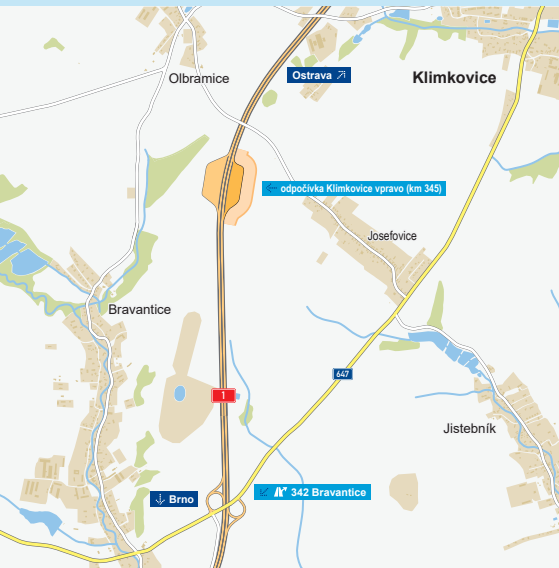 Ostrava
Klimkovice
Olbramice
odpočívka Klimkovice vpravo (km 345)
Josefovice
Bravantice
647
1
Jistebník
342 Bravantice
Brno